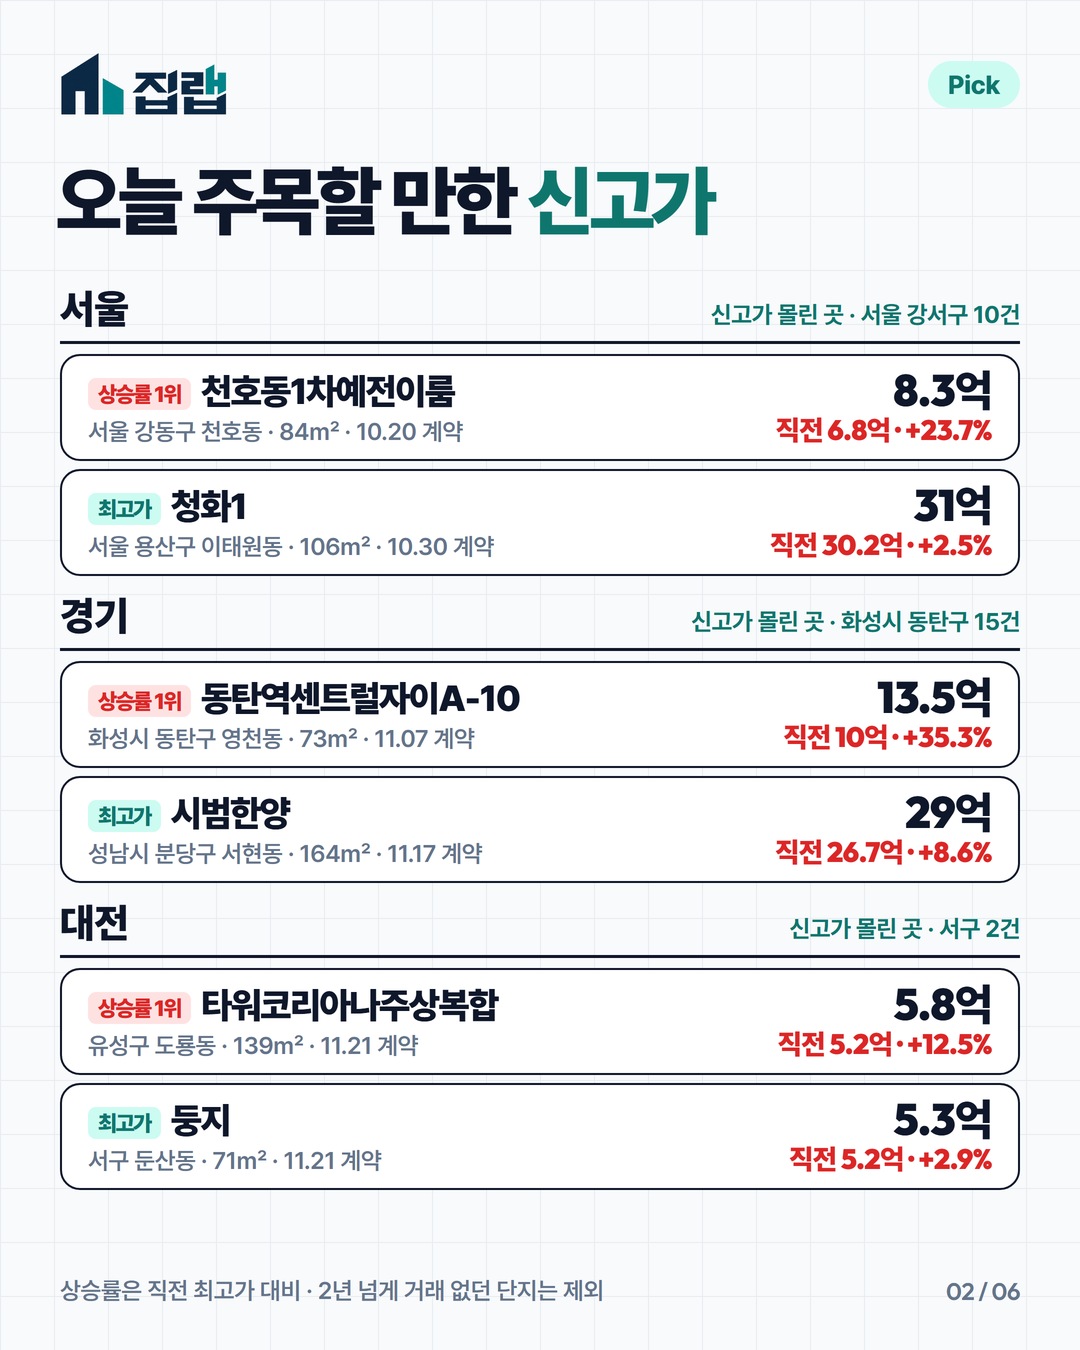 집랩
Pick
오늘 주목할 만한 신고가
서울
신고가 몰린 곳 · 서울 강서구 10건
상승률 1위 천호동1차예전이룸
8.3억
서울 강동구 천호동 · 84m² · 10.20 계약
직전 6.8억 · +23.7%
최고가 청화1
31억
서울 용산구 이태원동 · 106m² · 10.30 계약
직전 30.2억 · +2.5%
경기
신고가 몰린 곳 · 화성시 동탄구 15건
상승률 1위 동탄역센트럴자이A-10
13.5억
화성시 동탄구 영천동 · 73m² · 11.07 계약
직전 10억 · +35.3%
최고가 시범한양
29억
성남시 분당구 서현동 · 164m² · 11.17 계약
직전 26.7억 · +8.6%
대전
신고가 몰린 곳 · 서구 2건
상승률 1위 타워코리아나주상복합
5.8억
유성구 도룡동 · 139m² · 11.21 계약
직전 5.2억 · +12.5%
최고가 둥지
5.3억
서구 둔산동 · 71m² · 11.21 계약
직전 5.2억 · +2.9%
상승률은 직전 최고가 대비 · 2년 넘게 거래 없던 단지는 제외
02 / 06